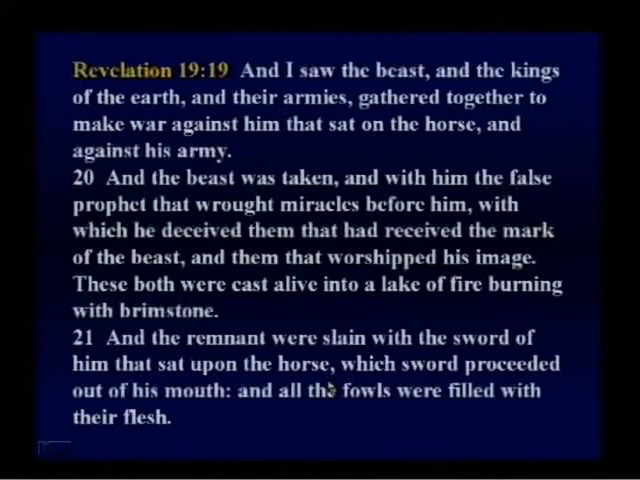 Revelation 19:19 And I saw the beast, and the kings
of the earth, and their armies, gathered together to
make war against him that sat on the horse, and
against his army.
20 And the beast was taken, and with him the false
prophet that wrought miracles before him, with
which he deceived them that had received the mark
of the beast, and them that worshipped his image.
These both were cast alive into a lake of fire burning
with brimstone.
21 And the remnant were slain with the sword of
him that sat upon the horse, which sword proceeded
out of his mouth: and all the fowls were filled with
their flesh.